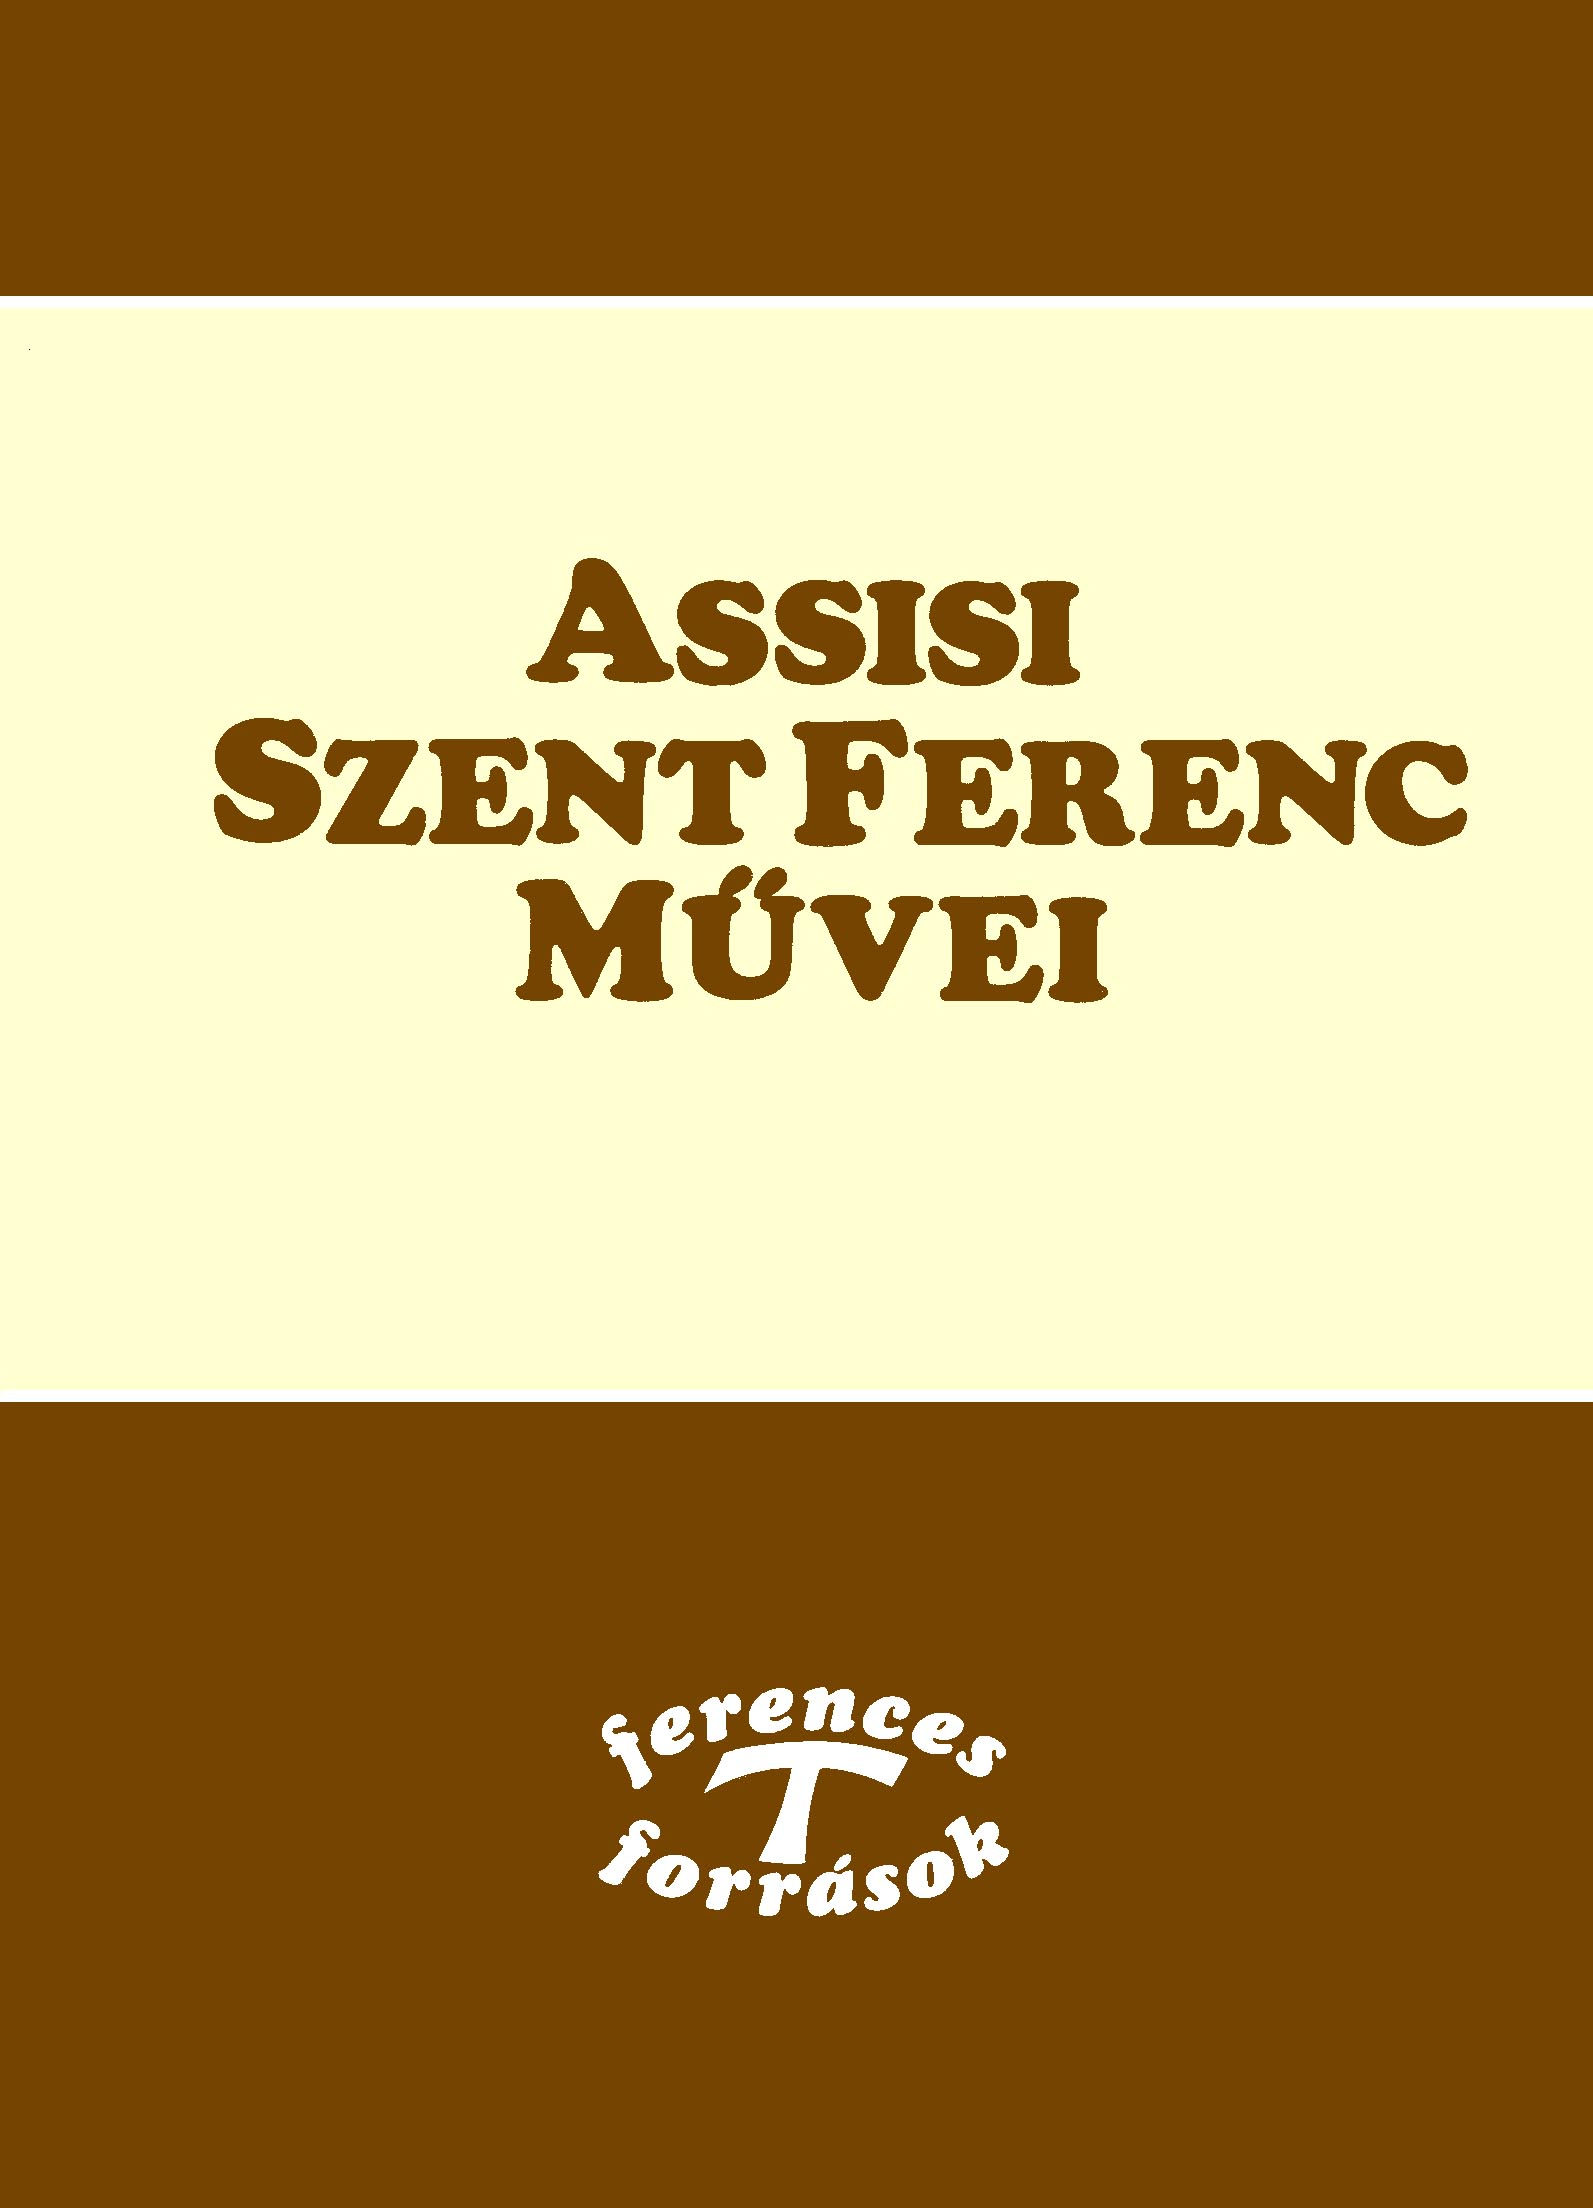 ASSISI
SZENT FERENC
MŰVEI
ferences
T
források